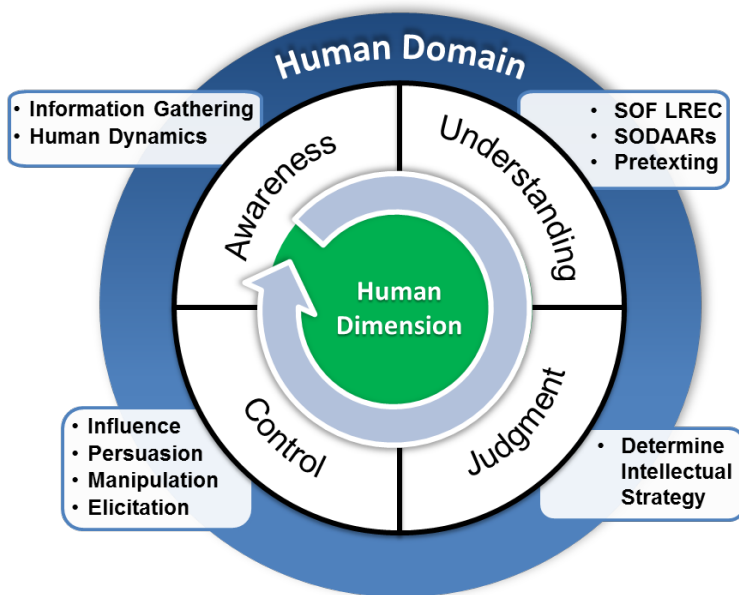 Human Domain
• Information Gathering
• Human Dynamics
• SOF LREC
• SODAARs
• Pretexting
Awareness
Understanding
Human
Dimension
Control
Judgment
• Influence
• Persuasion
• Manipulation
• Elicitation
• Determine
Intellectual
Strategy